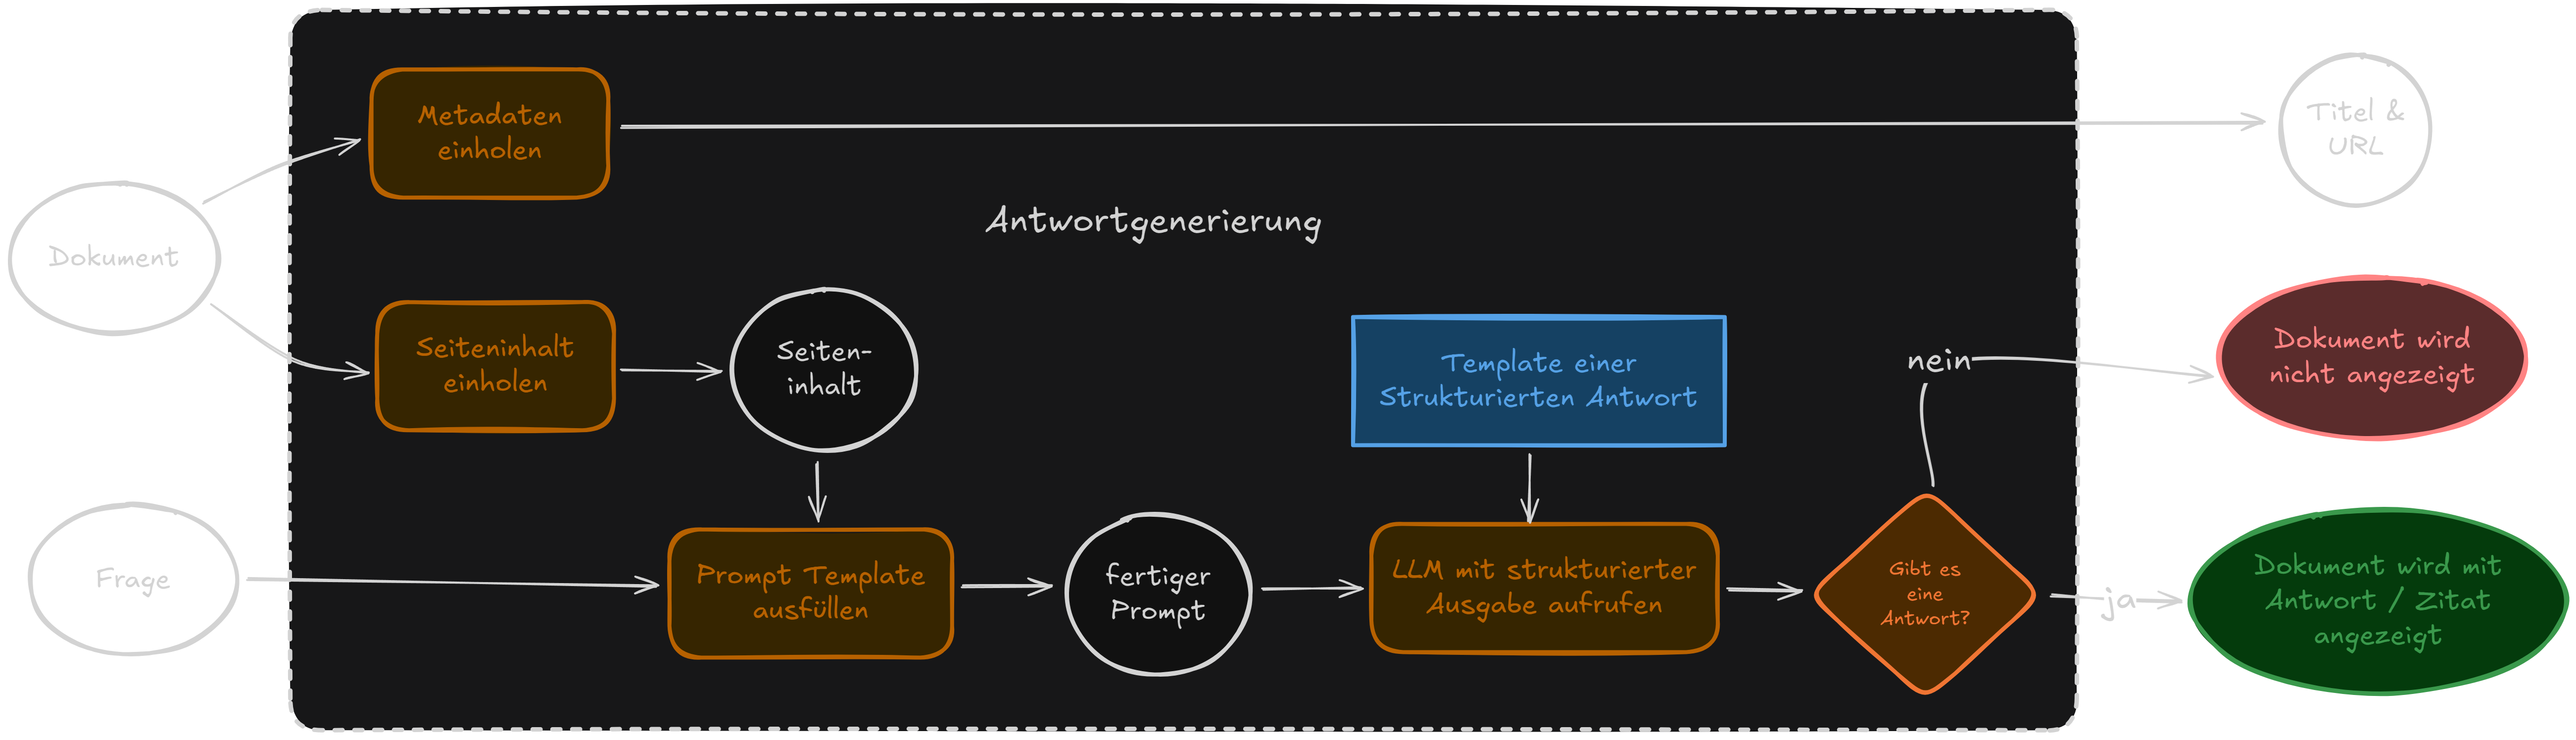 Metadaten
einholen
Titel &
URL
Antwortgenerierung
Dokument
Seiteninhalt
einholen
Seiten-
inhalt
Template einer
Strukturierten Antwort
nein
Dokument wird
nicht angezeigt
Frage
Prompt Template
ausfüllen
fertiger
Prompt
LLM mit strukturierter
Ausgabe aufrufen
Gibt es
eine
Antwort?
ja
Dokument wird mit
Antwort / Zitat
angezeigt